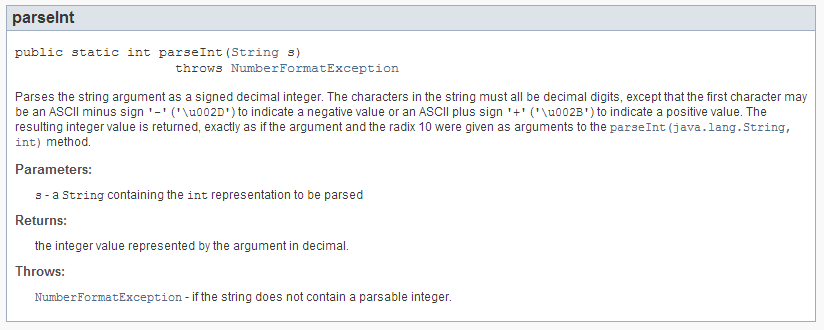 parseInt
public static int parseInt(String s)
throws NumberFormatException
Parses the string argument as a signed decimal integer. The characters in the string must all be decimal digits, except that the first character may
be an ASCII minus sign '-' ('\u002D') to indicate a negative value or an ASCII plus sign '+' ('\u002B') to indicate a positive value. The
resulting integer value is returned, exactly as if the argument and the radix 10 were given as arguments to the parseInt(java.lang.String,
int) method.
Parameters:
s - a String containing the int representation to be parsed
Returns:
the integer value represented by the argument in decimal.
Throws:
NumberFormatException - if the string does not contain a parsable integer.